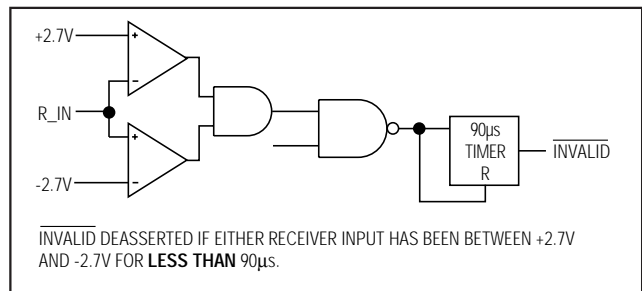 +2.7V
+
-
R_IN
+
-
-2.7V
90μs
TIMER
R
INVALID
INVALID DEASSERTED IF EITHER RECEIVER INPUT HAS BEEN BETWEEN +2.7V
AND -2.7V FOR LESS THAN 90μs.